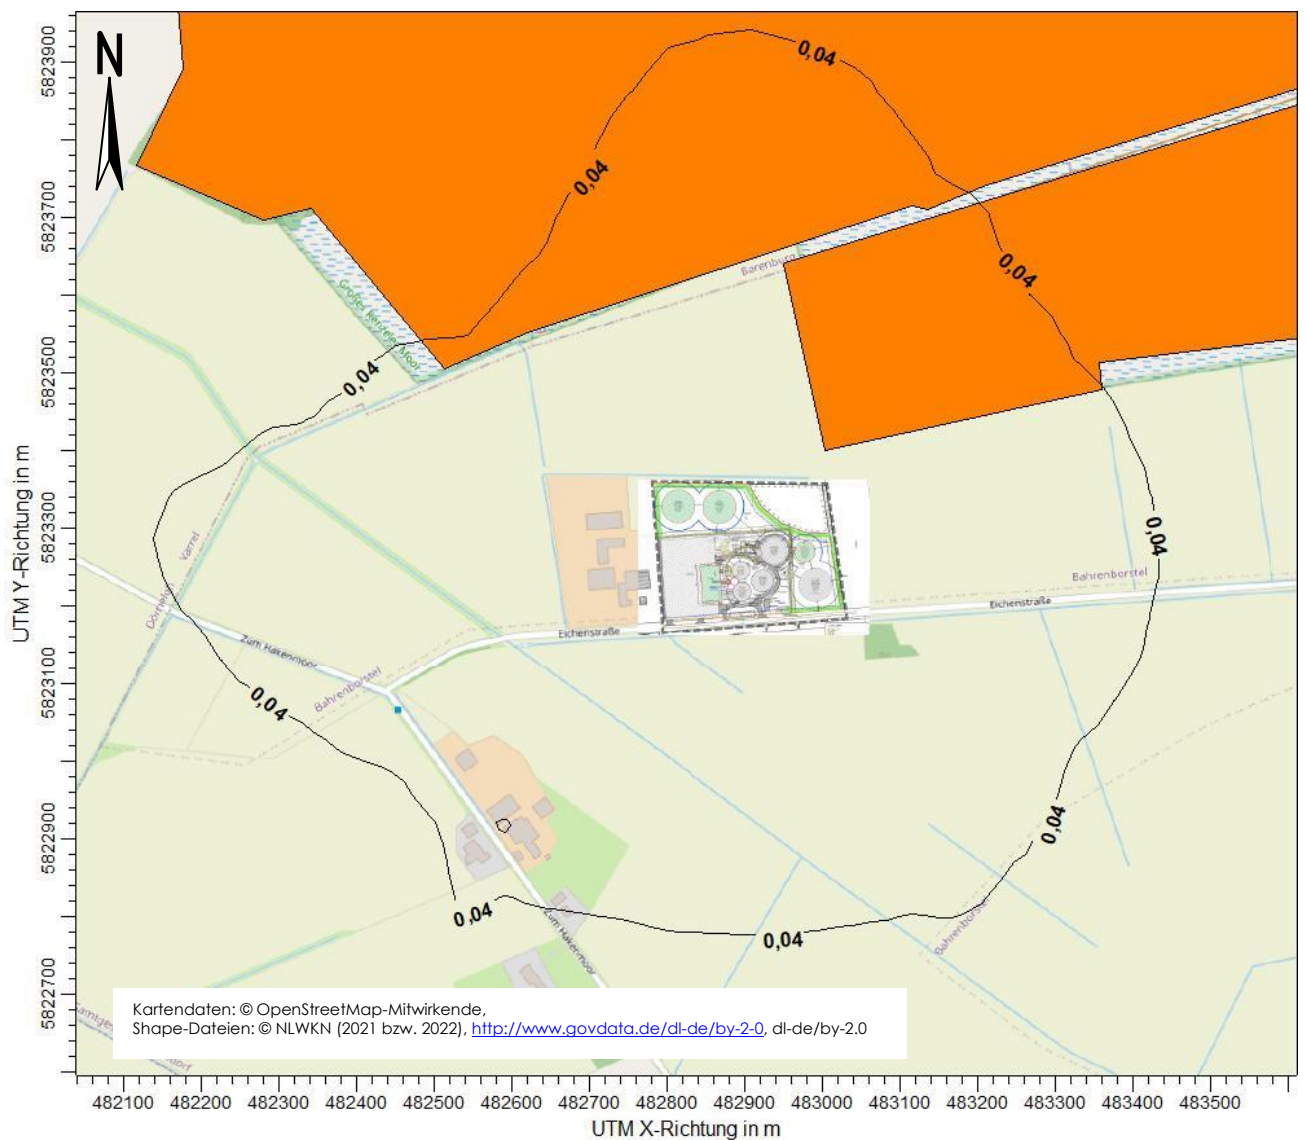 N
0,04
0,04
0,04
0,04
0,04
0,04
0,04
0,04
0,04
Barenburg
Großes Renzeler Moor
Varrel
Dörrieloh
Bahrenborstel
Eichenstraße
Eichenstraße
Zum Hakenmoor
Bahrenborstel
Zum Hakenmoor
Bahrenborstel
Kartendaten: © OpenStreetMap-Mitwirkende,
Shape-Dateien: © NLWKN (2021 bzw. 2022), http://www.govdata.de/dl-de/by-2-0, dl-de/by-2.0
5823900
5823700
5823500
5823300
5823100
5822900
5822700
UTM Y-Richtung in m
482100 482200 482300 482400 482500 482600 482700 482800 482900 483000 483100 483200 483300 483400 483500
UTM X-Richtung in m